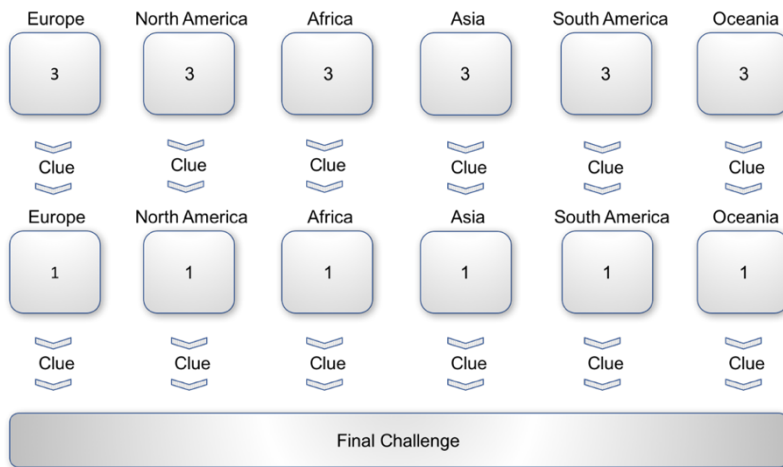 Europe North America Africa Asia South America Oceania
3 3 3 3 3 3
Clue Clue Clue Clue Clue Clue
Europe North America Africa Asia South America Oceania
1 1 1 1 1 1
Clue Clue Clue Clue Clue Clue
Final Challenge